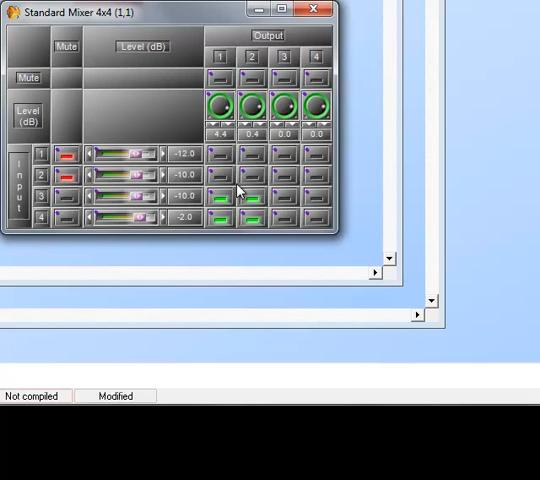 Standard Mixer 4x4 (1,1)
Output
Mute
Level (dB)
1 2 3 4
Mute
Level
(dB)
4.4 0.4 0.0 0.0
Input
1 -12.0
2 -10.0
3 -10.0
4 -2.0
Not compiled Modified